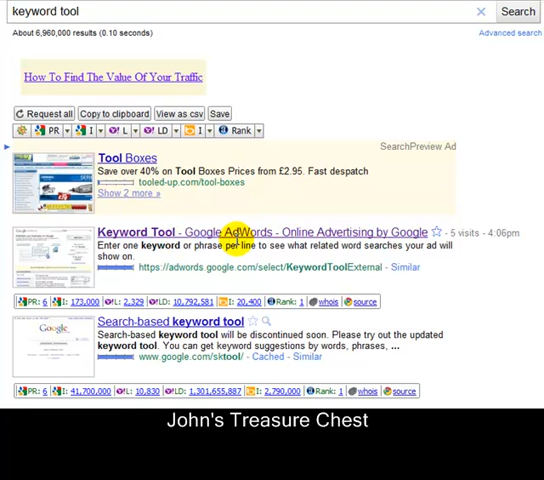 keyword tool
Search
About 6,960,000 results (0.10 seconds)
Advanced search
How To Find The Value Of Your Traffic
Request all Copy to clipboard View as csv Save
PR I L LD I Rank
SearchPreview Ad
Tool Boxes
Save over 40% on Tool Boxes Prices from £2.95. Fast despatch
tooled-up.com/tool-boxes
Show 2 more »
Keyword Tool - Google AdWords - Online Advertising by Google - 5 visits - 4:06pm
Enter one keyword or phrase per line to see what related word searches your ad will
show on.
https://adwords.google.com/select/KeywordToolExternal - Similar
PR: 6 I: 173,000 L: 2,329 LD: 10,792,581 I: 20,400 Rank: 1 whois source
Search-based keyword tool
Search-based keyword tool will be discontinued soon. Please try out the updated
keyword tool. You can get keyword suggestions by words, phrases, ...
www.google.com/sktool/ - Cached - Similar
PR: 6 I: 41,700,000 L: 10,830 LD: 1,301,655,887 I: 2,790,000 Rank: 1 whois source
John's Treasure Chest